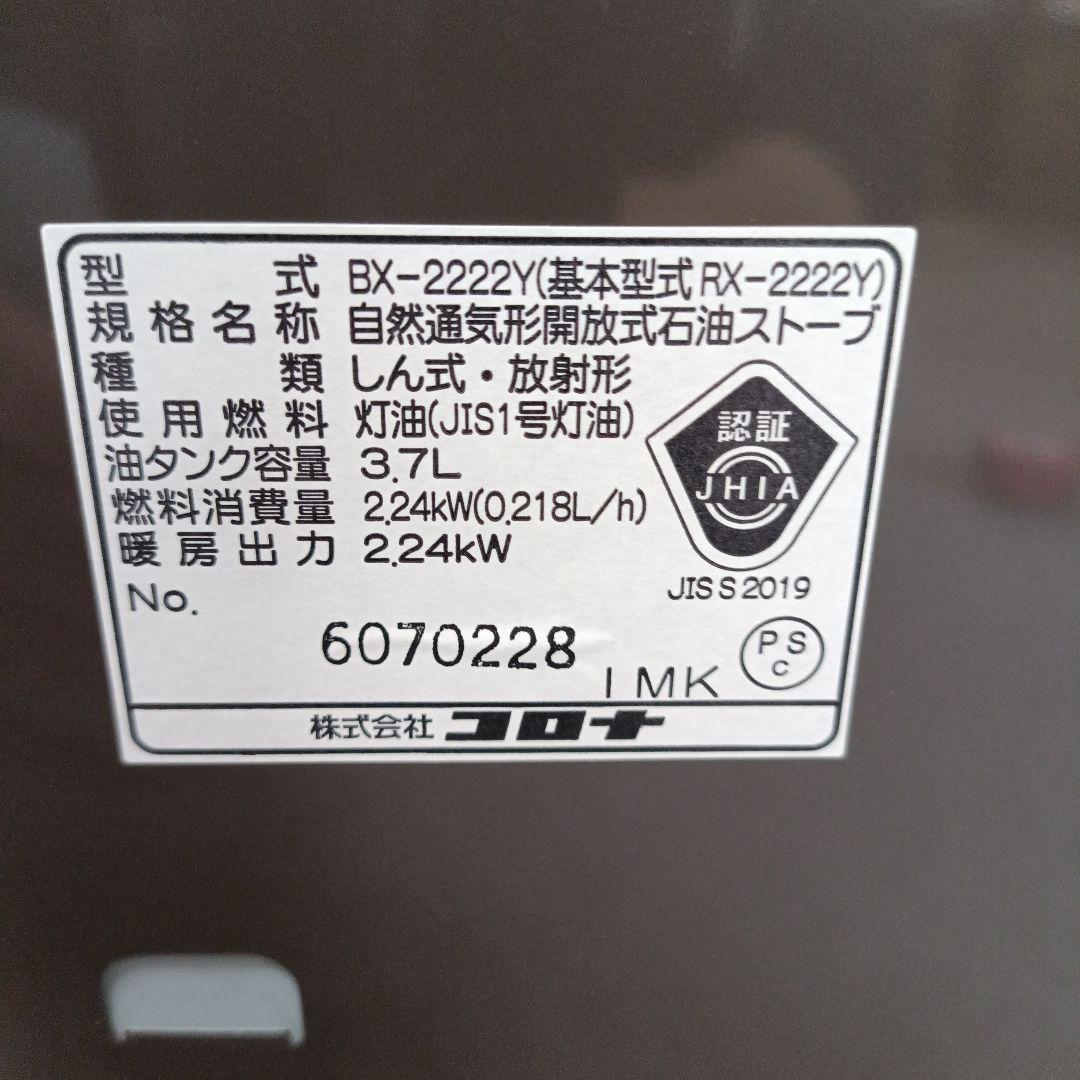 型式 BX-2222Y(基本型式 RX-2222Y)
規格名称 自然通気形開放式石油ストーブ
種類 しん式・放射形
使用燃料 灯油(JIS1号灯油)
油タンク容量 3.7L
燃料消費量 2.24kW(0.218L/h)
暖房出力 2.24kW
認証
JHIA
JIS S 2019
No.
6070228
IMK
PS
C
株式会社 コロナ